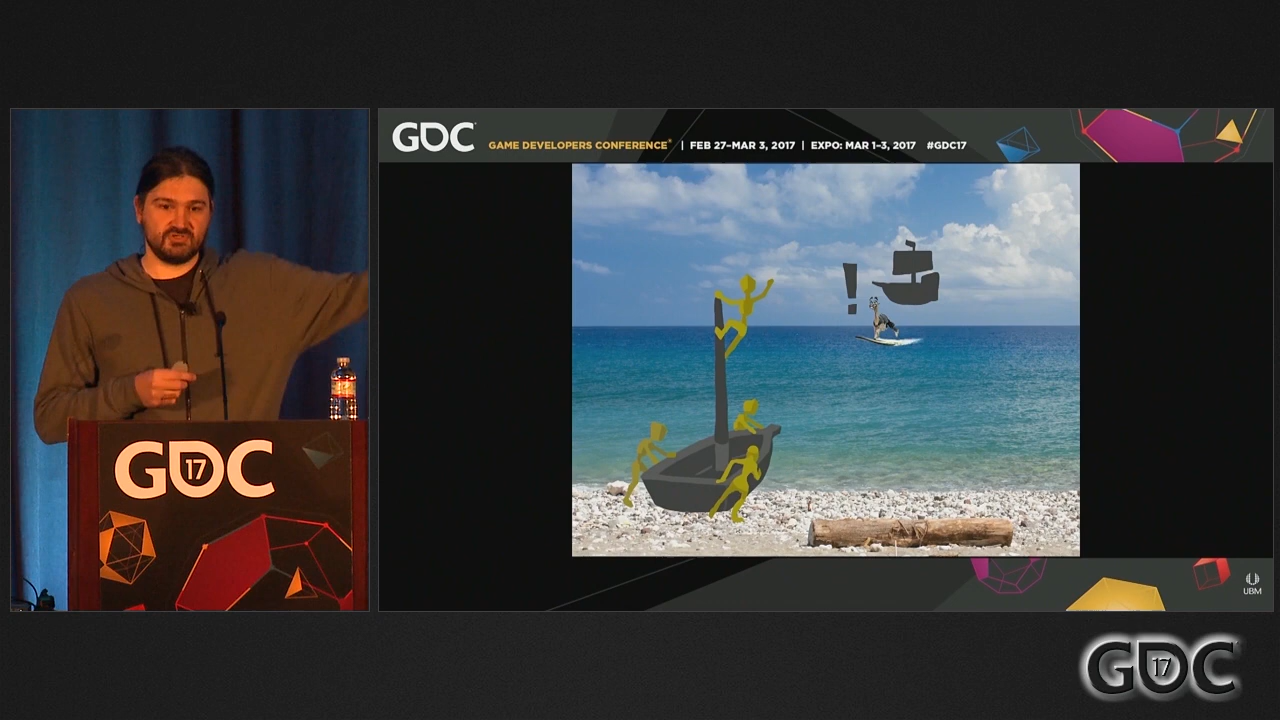 GDC
GAME DEVELOPERS CONFERENCE® | FEB 27–MAR 3, 2017 | EXPO: MAR 1–3, 2017 #GDC17
!
GDC
17
UBM
GDC
17